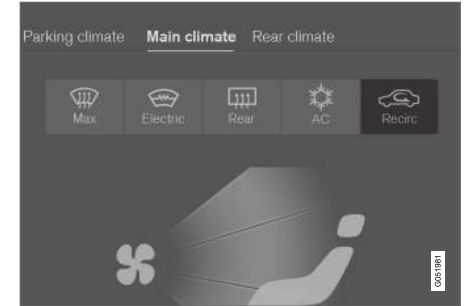 Parking climate Main climate Rear climate
Max Electric Rear AC Recirc
G051981